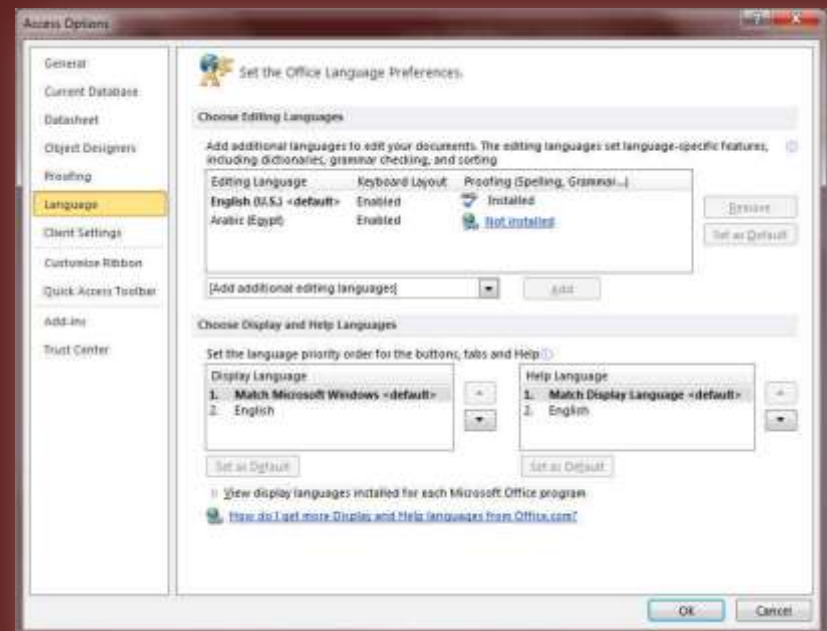 Access Options
General
Current Database
Datasheet
Object Designers
Proofing
Language
Client Settings
Customize Ribbon
Quick Access Toolbar
Add-ins
Trust Center
Set the Office Language Preferences.
Choose Editing Languages
Add additional languages to edit your documents. The editing languages set language-specific features,
including dictionaries, grammar checking, and sorting
Editing Language Keyboard Layout Proofing (Spelling, Grammar...)
English (U.S.) <default> Enabled Installed
Arabic (Egypt) Enabled Not installed
Remove
Set as Default
[Add additional editing languages] Add
Choose Display and Help Languages
Set the language priority order for the buttons, tabs and Help
Display Language
1. Match Microsoft Windows <default>
2. English
Set as Default
Help Language
1. Match Display Language <default>
2. English
Set as Default
View display languages installed for each Microsoft Office program
How do I get more Display and Help languages from Office.com?
OK Cancel